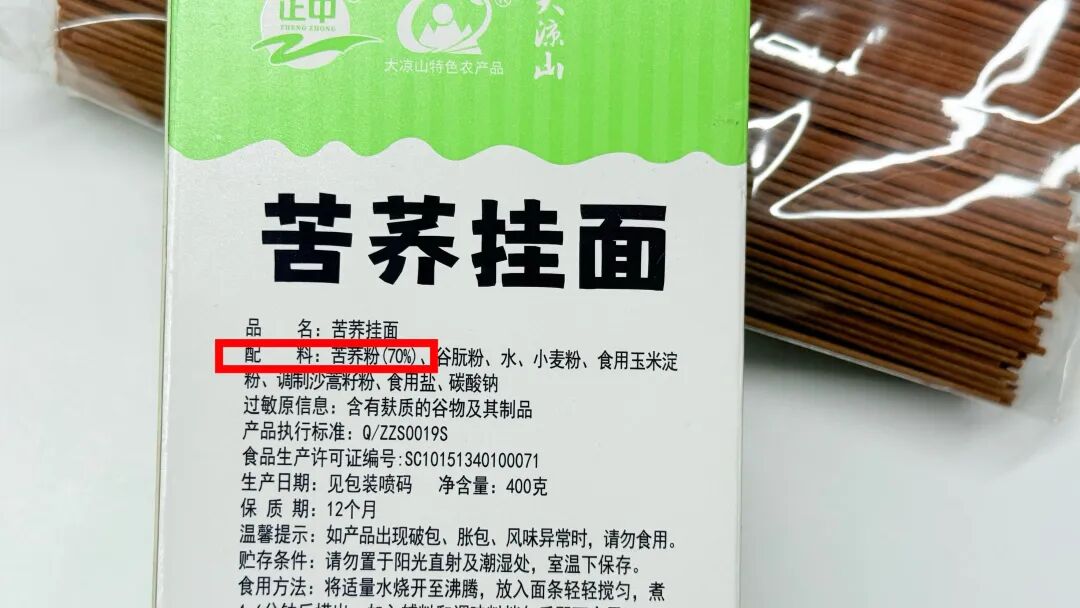 正中
ZHENG ZHONG
®
大凉山特色农产品
大凉山
苦荞挂面
品 名：苦荞挂面
配 料：苦荞粉(70%)、谷朊粉、水、小麦粉、食用玉米淀
粉、调制沙蒿籽粉、食用盐、碳酸钠
过敏原信息：含有麸质的谷物及其制品
产品执行标准：Q/ZZS0019S
食品生产许可证编号:SC10151340100071
生产日期：见包装喷码 净含量：400克
保 质 期：12个月
温馨提示：如产品出现破包、胀包、风味异常时，请勿食用。
贮存条件：请勿置于阳光直射及潮湿处，室温下保存。
食用方法：将适量水烧开至沸腾，放入面条轻轻搅匀，煮